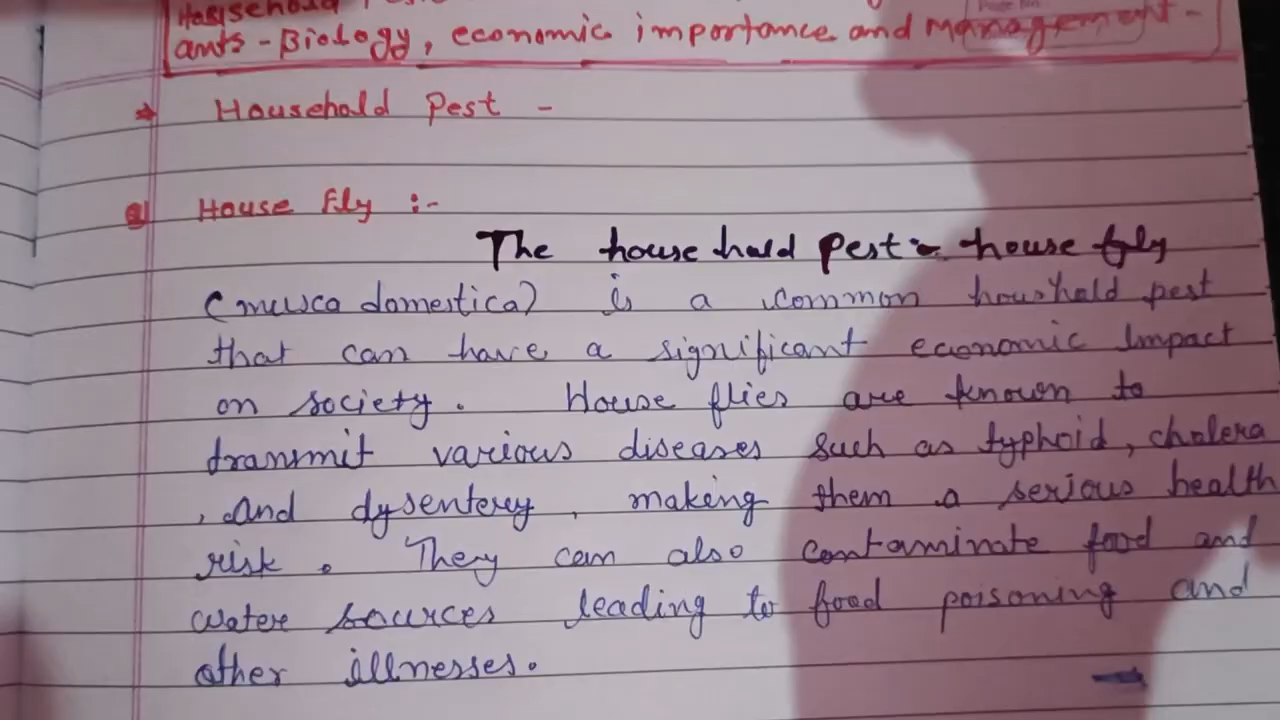 Household
ants - Biology, economic importance and management -
→ Household Pest -
a) House fly :-
The household pest - house fly
(musca domestica) is a common houshold pest
that can have a significant economic Impact
on society. House flies are known to
transmit various diseases such as typhoid, cholera
, and dysenterey, making them a serious health
risk. They can also contaminate food and
water sources leading to food poisoning and
other illnesses.